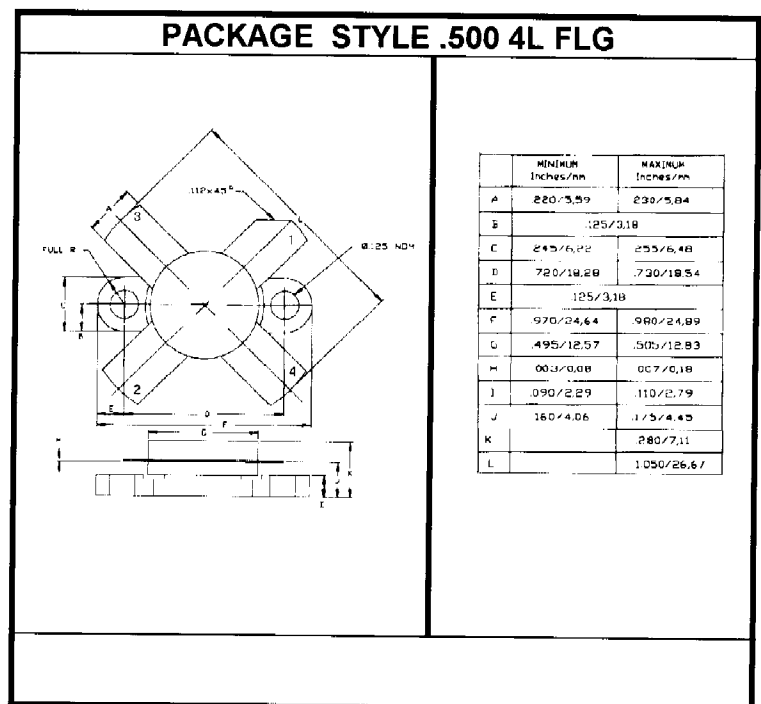 PACKAGE STYLE .500 4L FLG
.112x45°
A
3
1
L
FULL R
Ø.125 NOM
C
B
2
4
E
D
F
G
K
J
I
MINIMUM MAXIMUM
Inches/mm Inches/mm
A .220/5,59 .230/5,84
B .125/3,18
C .245/6,22 .255/6,48
D .720/18,28 .730/18,54
E .125/3,18
F .970/24,64 .980/24,89
G .495/12,57 .505/12,83
H .003/0,08 .007/0,18
I .090/2,29 .110/2,79
J .160/4,06 .175/4,45
K .280/7,11
L 1.050/26,67